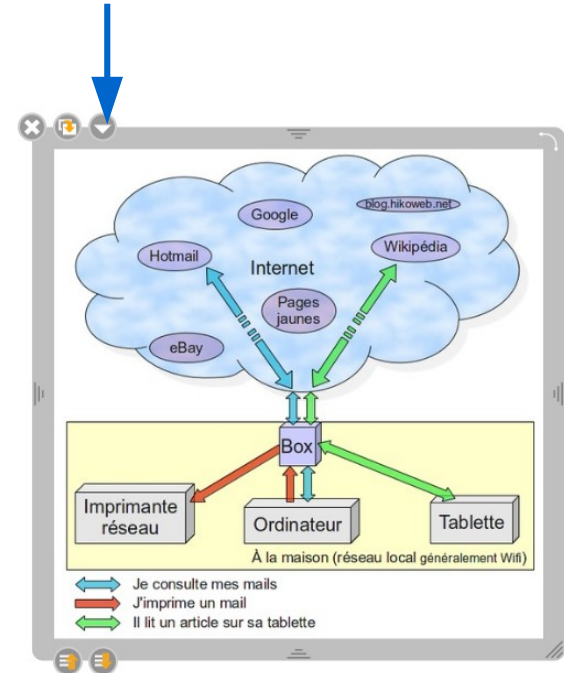 Google
blog.hikoweb.net
Hotmail
Wikipédia
Internet
Pages
jaunes
eBay
Box
Imprimante
réseau
Ordinateur
Tablette
À la maison (réseau local généralement Wifi)
Je consulte mes mails
J'imprime un mail
Il lit un article sur sa tablette